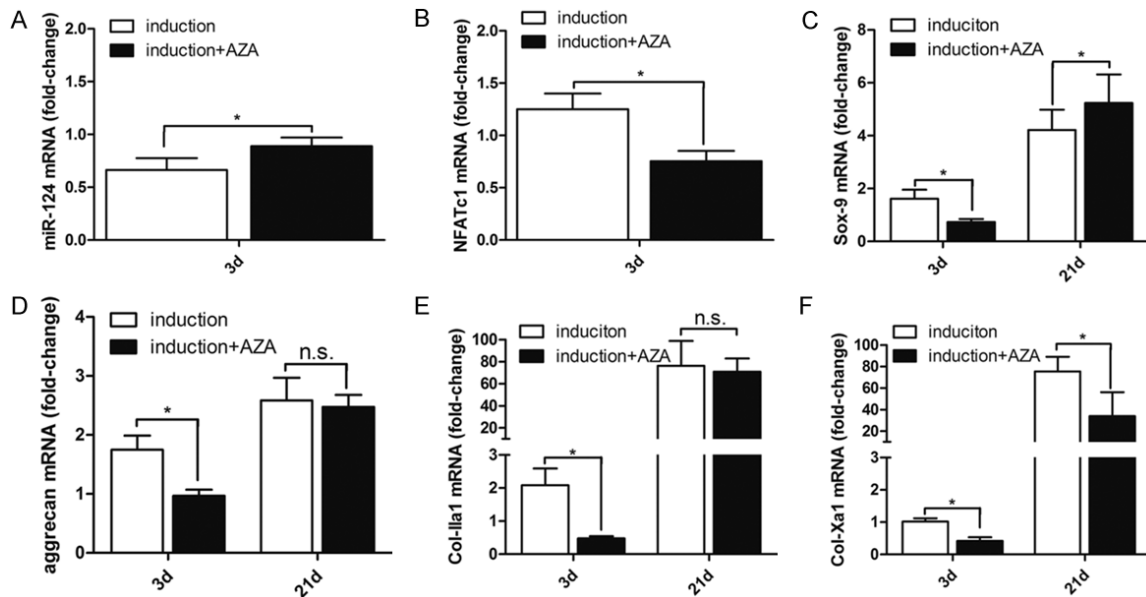 A
miR-124 mRNA (fold-change)
2.0
1.5
1.0
0.5
0.0
induction
induction+AZA
*
3d
B
NFATc1 mRNA (fold-change)
2.0
1.5
1.0
0.5
0.0
induction
induction+AZA
*
3d
C
Sox-9 mRNA (fold-change)
8
6
4
2
0
induciton
induction+AZA
*
*
3d
21d
D
aggrecan mRNA (fold-change)
4
3
2
1
0
induction
induction+AZA
*
n.s.
3d
21d
E
Col-IIa1 mRNA (fold-change)
100
80
60
40
20
3
2
1
0
induciton
induction+AZA
*
n.s.
3d
21d
F
Col-Xa1 mRNA (fold-change)
100
80
60
40
20
3
2
1
0
induciton
induction+AZA
*
*
3d
21d